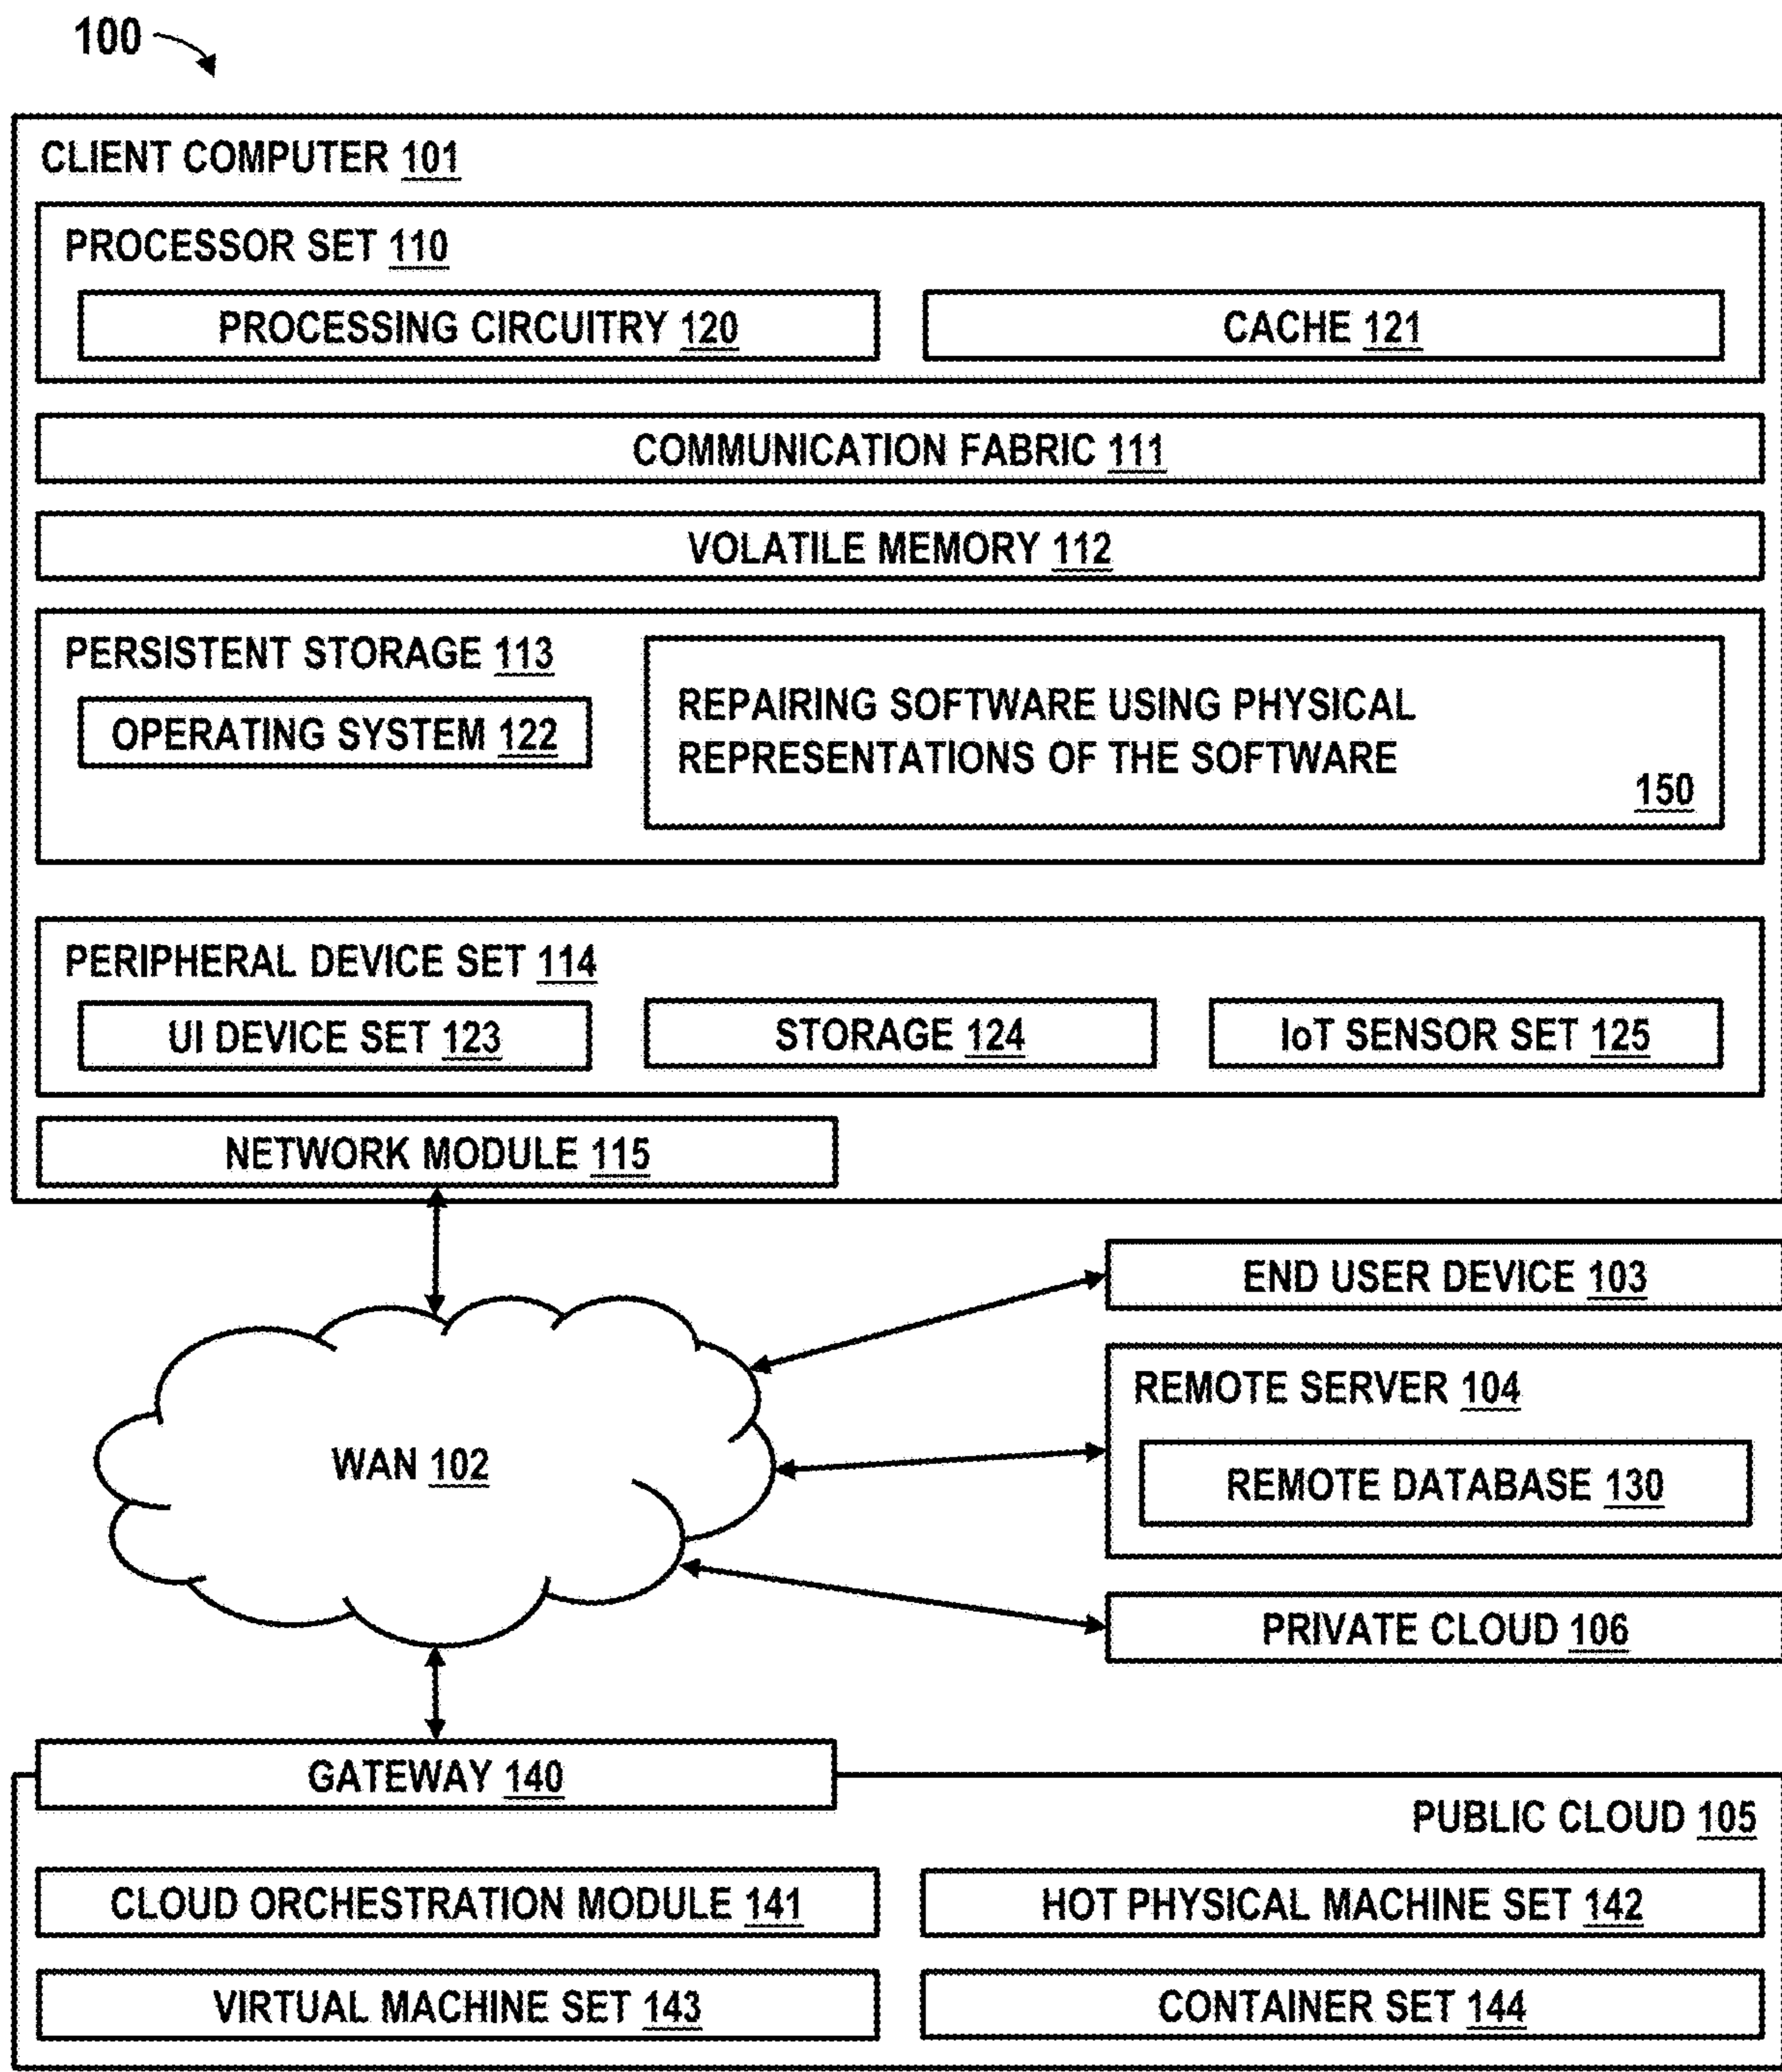 100
CLIENT COMPUTER 101
PROCESSOR SET 110
PROCESSING CIRCUITRY 120
CACHE 121
COMMUNICATION FABRIC 111
VOLATILE MEMORY 112
PERSISTENT STORAGE 113
OPERATING SYSTEM 122
REPAIRING SOFTWARE USING PHYSICAL
REPRESENTATIONS OF THE SOFTWARE
150
PERIPHERAL DEVICE SET 114
UI DEVICE SET 123
STORAGE 124
IoT SENSOR SET 125
NETWORK MODULE 115
END USER DEVICE 103
REMOTE SERVER 104
WAN 102
REMOTE DATABASE 130
PRIVATE CLOUD 106
GATEWAY 140
PUBLIC CLOUD 105
CLOUD ORCHESTRATION MODULE 141
HOT PHYSICAL MACHINE SET 142
VIRTUAL MACHINE SET 143
CONTAINER SET 144